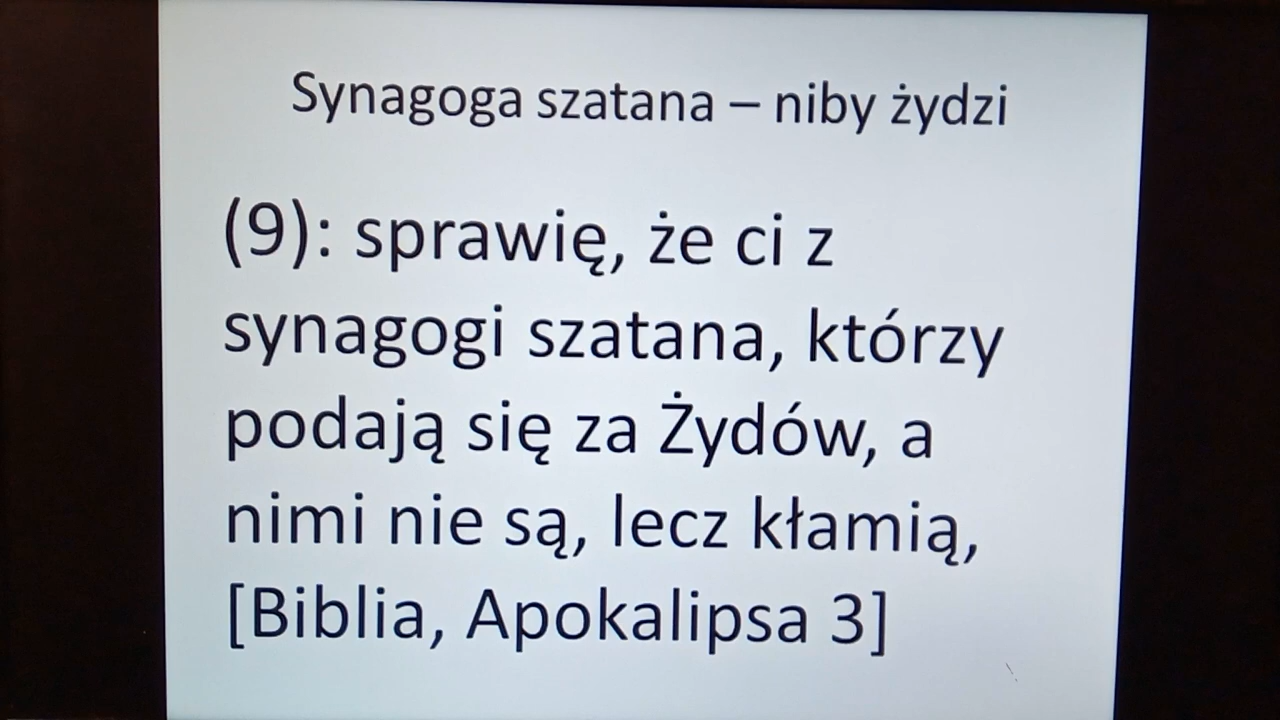 Synagoga szatana – niby żydzi
(9): sprawię, że ci z
synagogi szatana, którzy
podają się za Żydów, a
nimi nie są, lecz kłamią,
[Biblia, Apokalipsa 3]